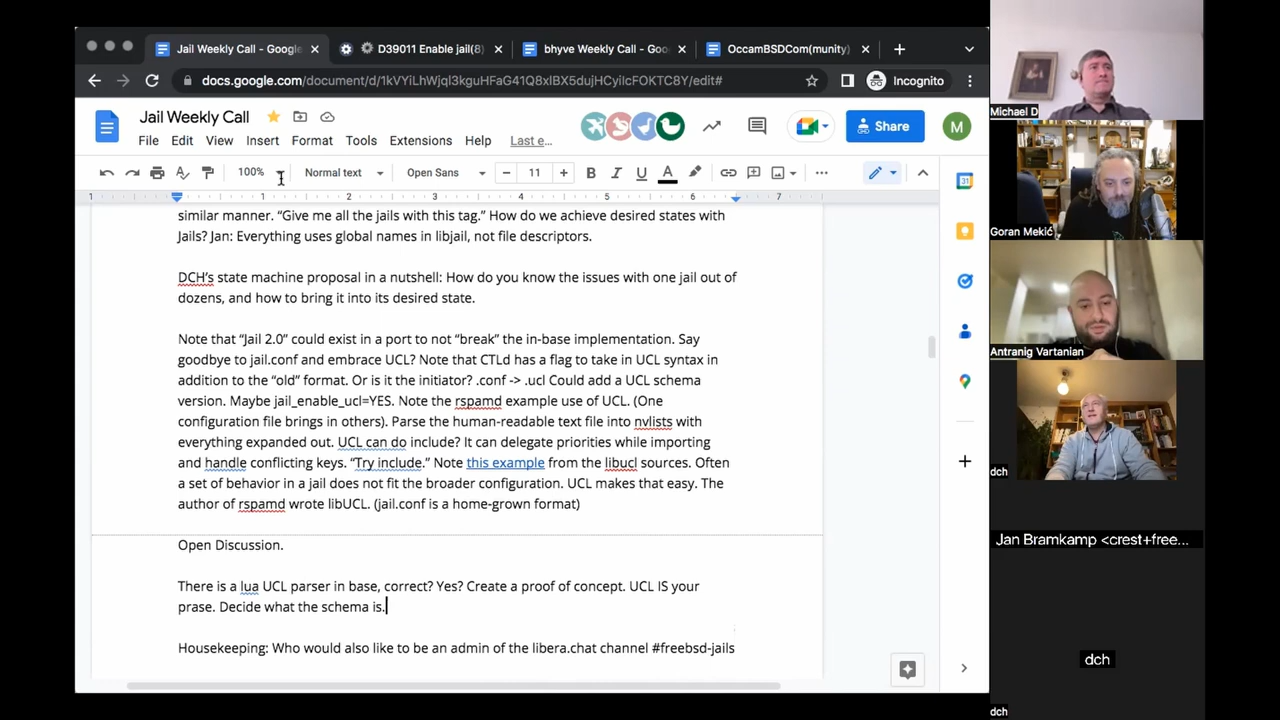 Jail Weekly Call - Google
D39011 Enable jail(8)
bhyve Weekly Call - Goo
OccamBSDCom(munity)
docs.google.com/document/d/1kYiLhWjqI3kguHFaG41Q8xIBX5dujHCyiIcFOKTC8Y/edit#
Incognito
Jail Weekly Call
File Edit View Insert Format Tools Extensions Help Last e...
Share
M
100% Normal text Open Sans 11 B I U A
1 1 2 3 4 5 6 7
similar manner. “Give me all the jails with this tag.” How do we achieve desired states with
Jails? Jan: Everything uses global names in libjail, not file descriptors.
DCH’s state machine proposal in a nutshell: How do you know the issues with one jail out of
dozens, and how to bring it into its desired state.
Note that “Jail 2.0” could exist in a port to not “break” the in-base implementation. Say
goodbye to jail.conf and embrace UCL? Note that CTLd has a flag to take in UCL syntax in
addition to the “old” format. Or is it the initiator? .conf -> .ucl Could add a UCL schema
version. Maybe jail_enable_ucl=YES. Note the rspamd example use of UCL. (One
configuration file brings in others). Parse the human-readable text file into nvlists with
everything expanded out. UCL can do include? It can delegate priorities while importing
and handle conflicting keys. “Try include.” Note this example from the libucl sources. Often
a set of behavior in a jail does not fit the broader configuration. UCL makes that easy. The
author of rspamd wrote libUCL. (jail.conf is a home-grown format)
Open Discussion.
There is a lua UCL parser in base, correct? Yes? Create a proof of concept. UCL IS your
prase. Decide what the schema is.
Housekeeping: Who would also like to be an admin of the libera.chat channel #freebsd-jails
31
Michael D
Goran Mekić
Antranig Vartanian
dch
Jan Bramkamp <crest+free...
dch
dch